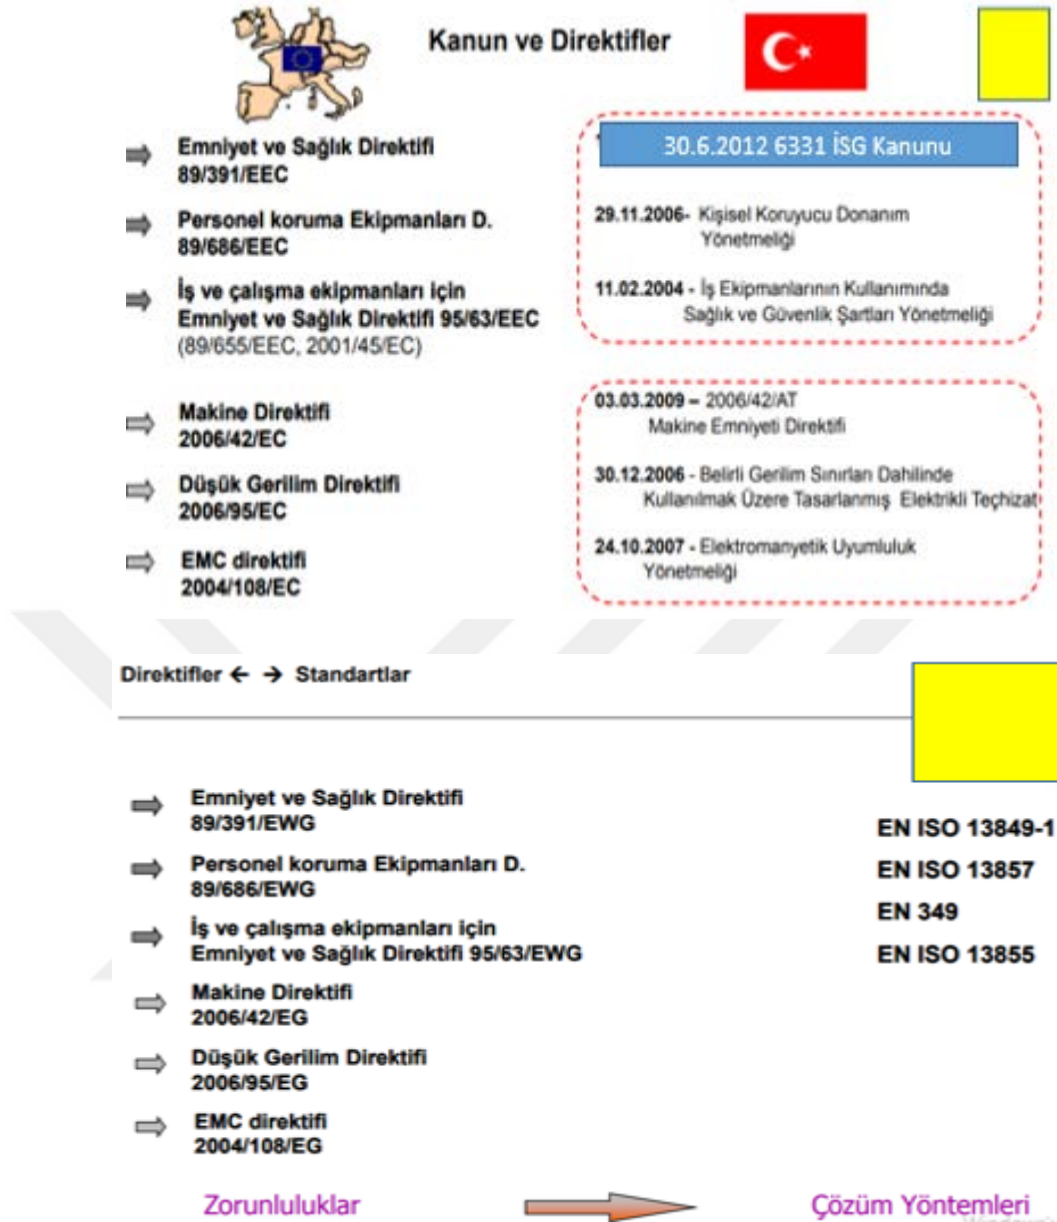 Kanun ve Direktifler
Emniyet ve Sağlık Direktifi
89/391/EEC
Personel koruma Ekipmanları D.
89/686/EEC
İş ve çalışma ekipmanları için
Emniyet ve Sağlık Direktifi 95/63/EEC
(89/655/EEC, 2001/45/EC)
Makine Direktifi
2006/42/EC
Düşük Gerilim Direktifi
2006/95/EC
EMC direktifi
2004/108/EC
30.6.2012 6331 İSG Kanunu
29.11.2006- Kişisel Koruyucu Donanım
Yönetmeliği
11.02.2004 - İş Ekipmanlarının Kullanımında
Sağlık ve Güvenlik Şartları Yönetmeliği
03.03.2009 – 2006/42/AT
Makine Emniyeti Direktifi
30.12.2006 - Belirli Gerilim Sınırları Dahilinde
Kullanılmak Üzere Tasarlanmış Elektrikli Teçhizat
24.10.2007 - Elektromanyetik Uyumluluk
Yönetmeliği
Direktifler ← → Standartlar
Emniyet ve Sağlık Direktifi
89/391/EWG
Personel koruma Ekipmanları D.
89/686/EWG
İş ve çalışma ekipmanları için
Emniyet ve Sağlık Direktifi 95/63/EWG
Makine Direktifi
2006/42/EG
Düşük Gerilim Direktifi
2006/95/EG
EMC direktifi
2004/108/EG
EN ISO 13849-1
EN ISO 13857
EN 349
EN ISO 13855
Zorunluluklar
Çözüm Yöntemleri